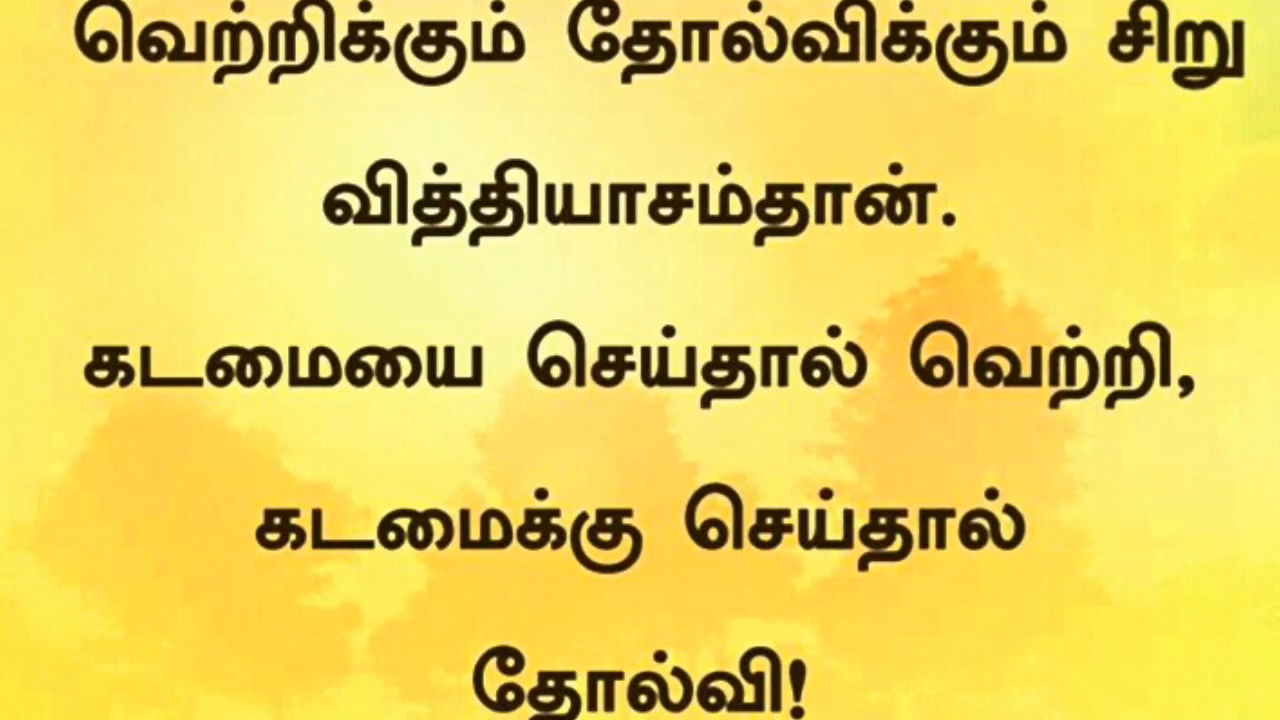 வெற்றிக்கும் தோல்விக்கும் சிறு
வித்தியாசம்தான்.
கடமையை செய்தால் வெற்றி,
கடமைக்கு செய்தால்
தோல்வி!